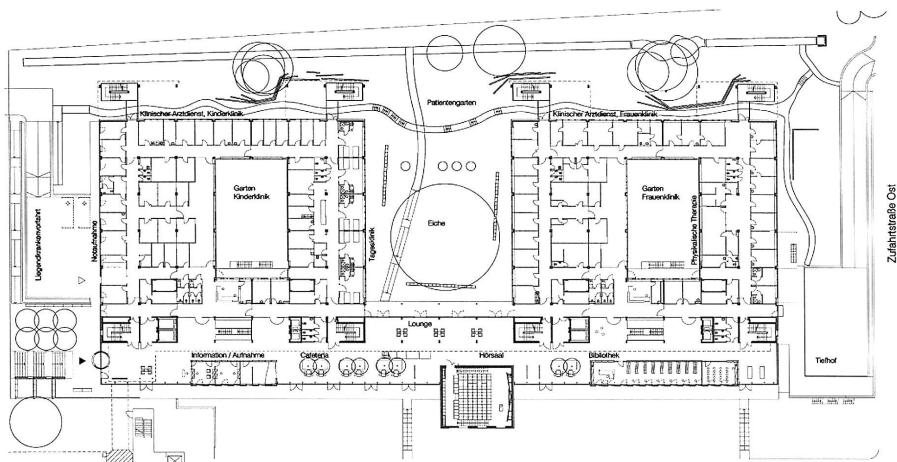 Patientengarten
Klinischer Arztdienst, Kinderklinik
Klinischer Arztdienst, Frauenklinik
Liegendkrankenvorfahrt
Notaufnahme
Garten
Kinderklinik
Tagesklinik
Eiche
Garten
Frauenklinik
Physikalische Therapie
Zufahrtstraße Ost
Lounge
Information / Aufnahme
Cafeteria
Hörsaal
Bibliothek
Tiefhof